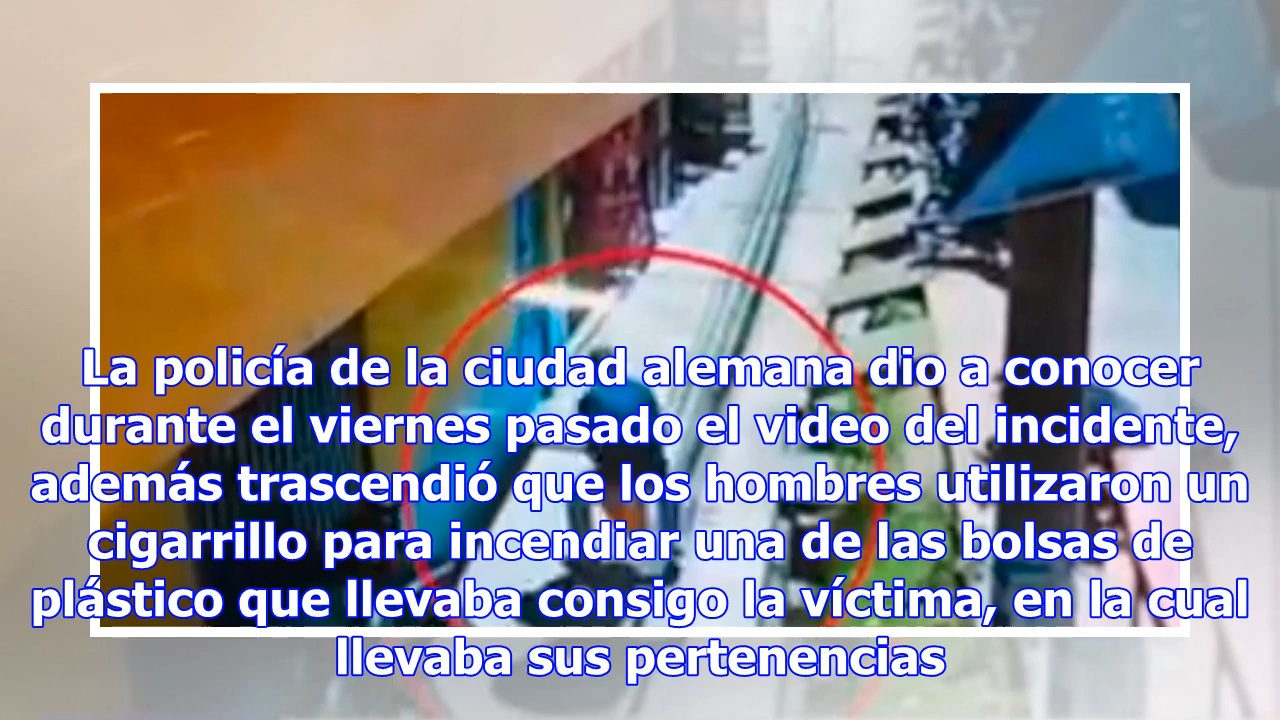 La policía de la ciudad alemana dio a conocer
durante el viernes pasado el video del incidente,
además trascendió que los hombres utilizaron un
cigarrillo para incendiar una de las bolsas de
plástico que llevaba consigo la víctima, en la cual
llevaba sus pertenencias